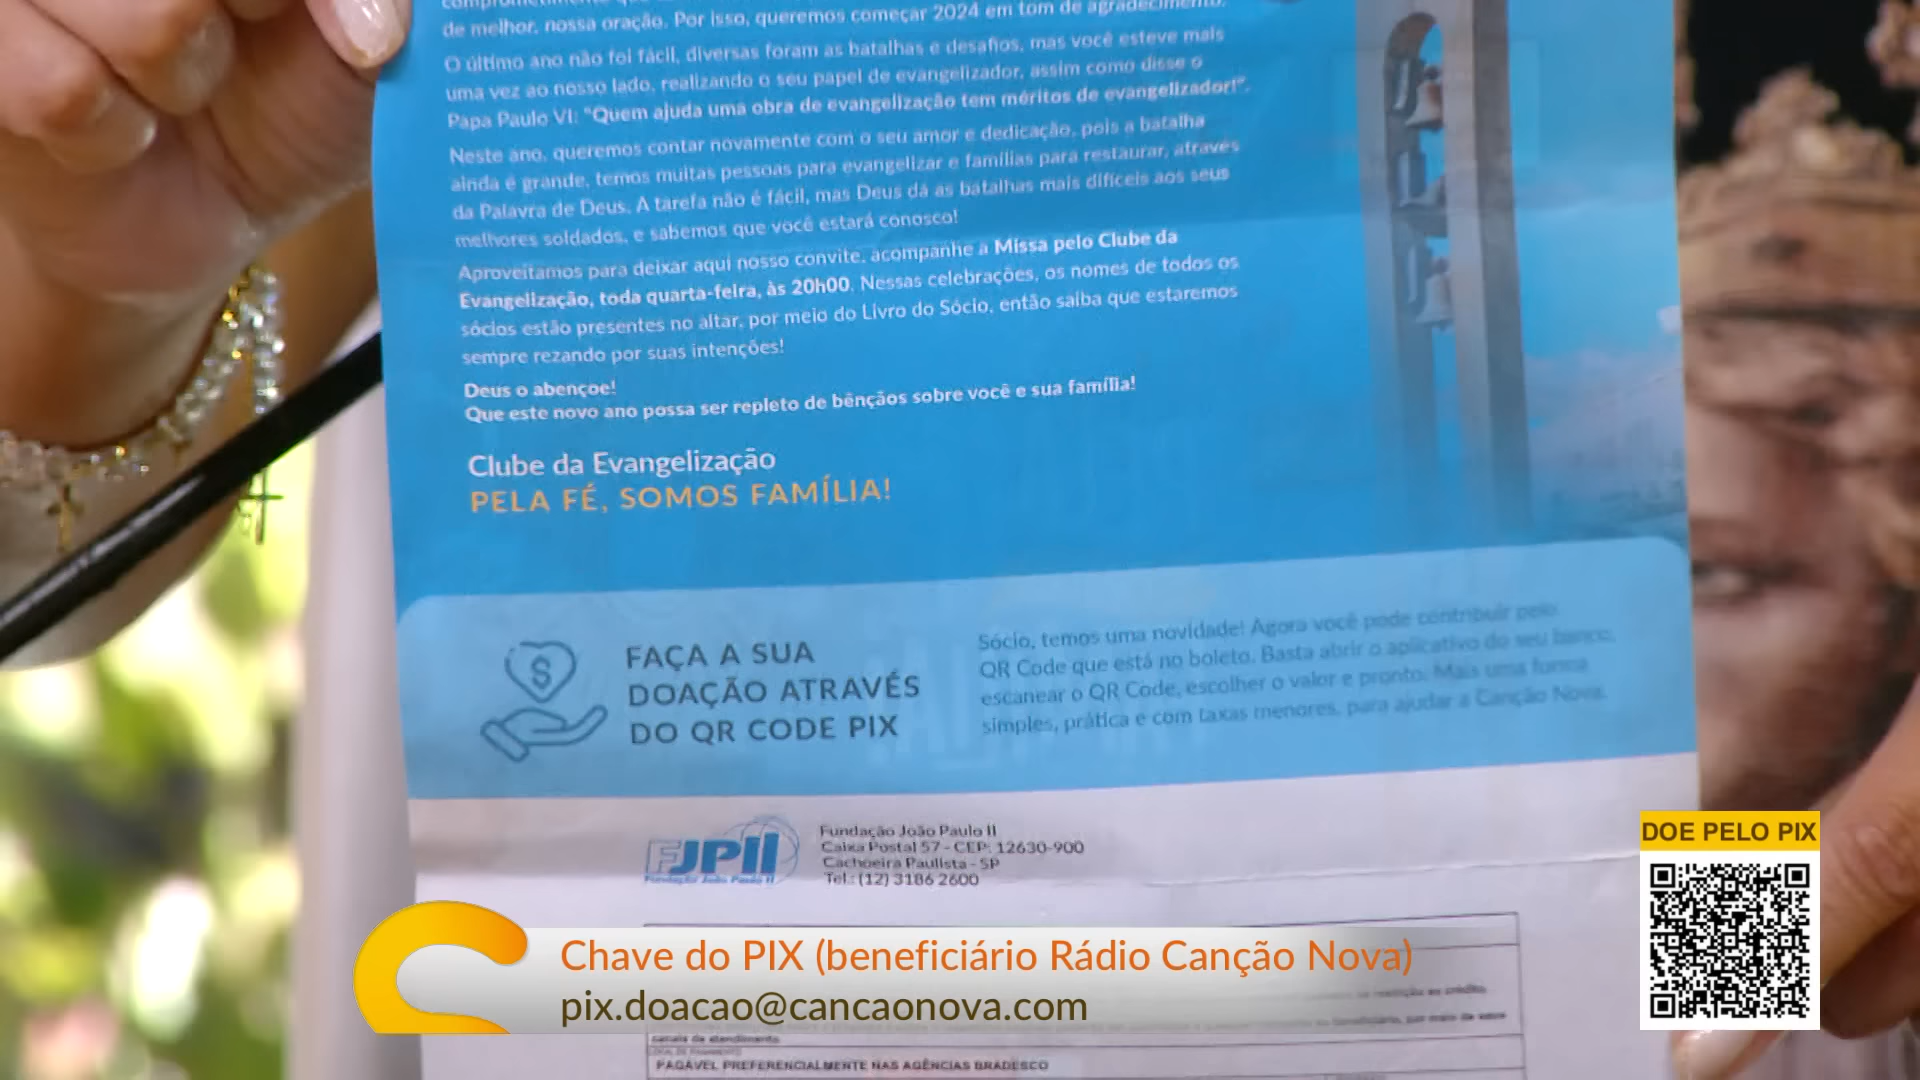 de melhor, nossa oração. Por isso, queremos começar 2024 em tom de agradecimento.
O último ano não foi fácil, diversas foram as batalhas e desafios, mas você esteve mais
uma vez ao nosso lado, realizando o seu papel de evangelizador, assim como disse o
Papa Paulo VI: "Quem ajuda uma obra de evangelização tem méritos de evangelizador!".
Neste ano, queremos contar novamente com o seu amor e dedicação, pois a batalha
ainda é grande, temos muitas pessoas para evangelizar e famílias para restaurar, através
da Palavra de Deus. A tarefa não é fácil, mas Deus dá as batalhas mais difíceis aos seus
melhores soldados, e sabemos que você estará conosco!
Aproveitamos para deixar aqui nosso convite, acompanhe a Missa pelo Clube da
Evangelização, toda quarta-feira, às 20h00. Nessas celebrações, os nomes de todos os
sócios estão presentes no altar, por meio do Livro do Sócio, então saiba que estaremos
sempre rezando por suas intenções!
Deus o abençoe!
Que este novo ano possa ser repleto de bênçãos sobre você e sua família!
Clube da Evangelização
PELA FÉ, SOMOS FAMÍLIA!
FAÇA A SUA
DOAÇÃO ATRAVÉS
DO QR CODE PIX
Sócio, temos uma novidade! Agora você pode contribuir pelo
QR Code que está no boleto. Basta abrir o aplicativo do seu banco,
escanear o QR Code, escolher o valor e pronto. Mais uma forma
simples, prática e com taxas menores, para ajudar a Canção Nova.
FJPII
Fundação João Paulo II
Fundação João Paulo II
Caixa Postal 57 - CEP: 12630-900
Cachoeira Paulista - SP
Tel.: (12) 3186 2600
DOE PELO PIX
Chave do PIX (beneficiário Rádio Canção Nova)
pix.doacao@cancaonova.com
canais de atendimento.
PAGÁVEL PREFERENCIALMENTE NAS AGÊNCIAS BRADESCO